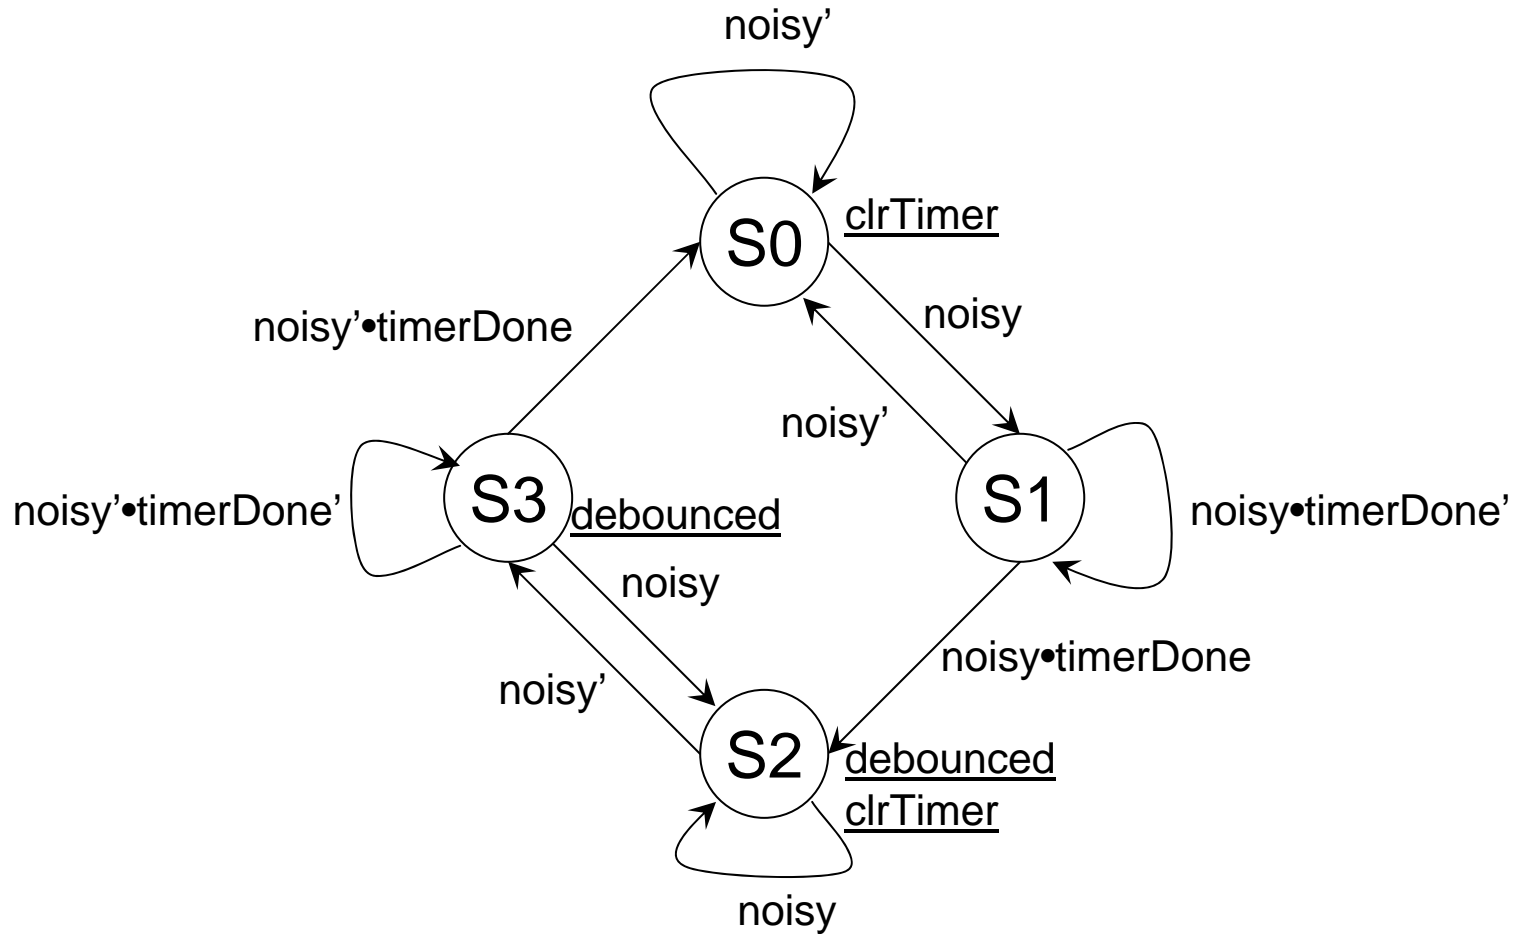 noisy’
S0
clrTimer
noisy
noisy’•timerDone
noisy’
S3
debounced
S1
noisy’•timerDone’
noisy•timerDone’
noisy
noisy’
noisy•timerDone
S2
debounced
clrTimer
noisy